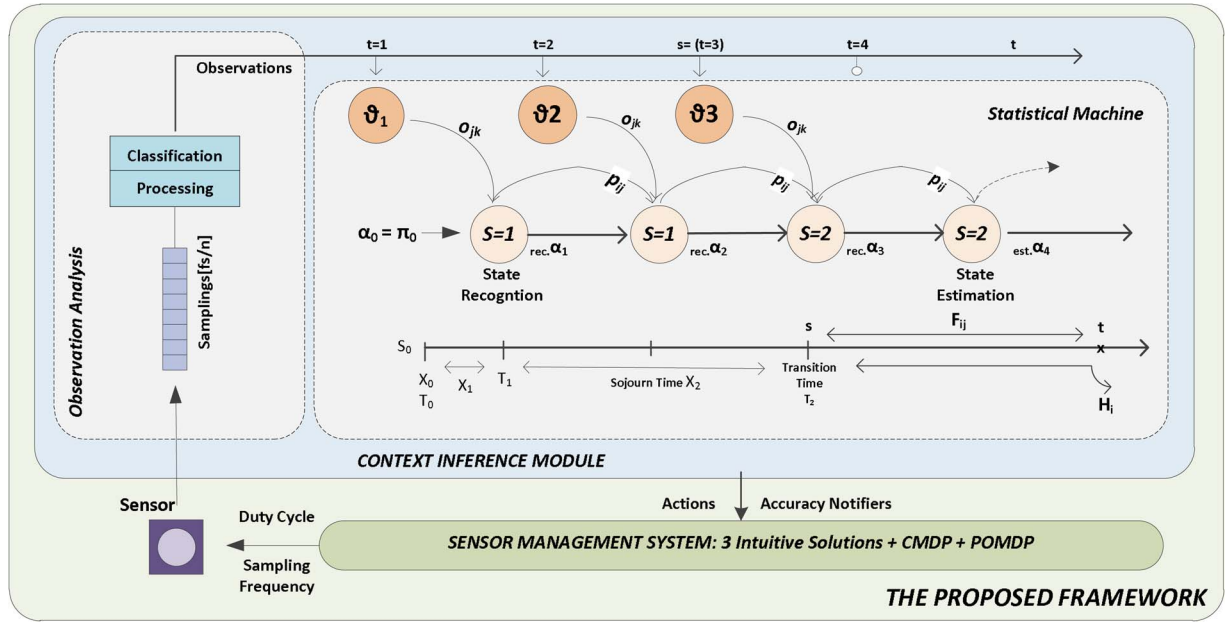 t=1
t=2
s= (t=3)
t=4
t
Observations
ϑ1
ϑ2
ϑ3
Statistical Machine
ojk
ojk
ojk
Classification
Processing
pij
pij
pij
α0 = π0
S=1
rec.α1
S=1
rec.α2
S=2
rec.α3
S=2
est.α4
State
Recogntion
State
Estimation
Samplings[fs/n]
Observation Analysis
S0
s
Fij
t
x
X0
T0
X1
T1
Sojourn Time X2
Transition
Time
T2
Hi
CONTEXT INFERENCE MODULE
Sensor
Actions
Accuracy Notifiers
Duty Cycle
Sampling
Frequency
SENSOR MANAGEMENT SYSTEM: 3 Intuitive Solutions + CMDP + POMDP
THE PROPOSED FRAMEWORK